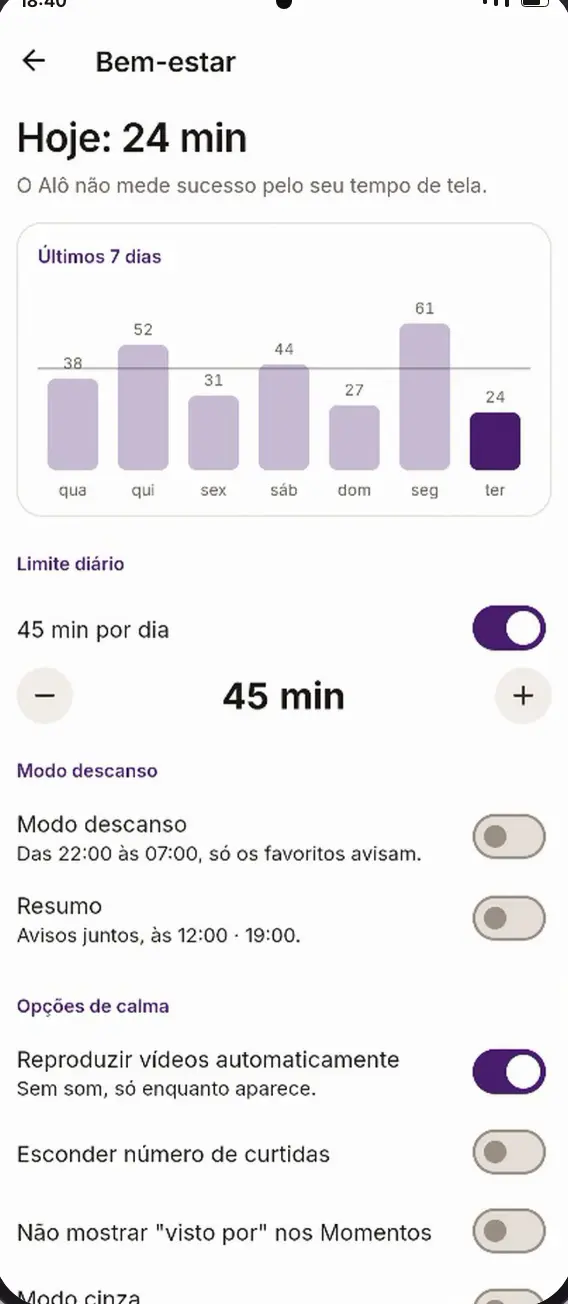 18:40
Bem-estar
Hoje: 24 min
O Alô não mede sucesso pelo seu tempo de tela.
Últimos 7 dias
38 52 31 44 27 61 24
qua qui sex sáb dom seg ter
Limite diário
45 min por dia
45 min
Modo descanso
Modo descanso
Das 22:00 às 07:00, só os favoritos avisam.
Resumo
Avisos juntos, às 12:00 · 19:00.
Opções de calma
Reproduzir vídeos automaticamente
Sem som, só enquanto aparece.
Esconder número de curtidas
Não mostrar "visto por" nos Momentos
Modo cinza